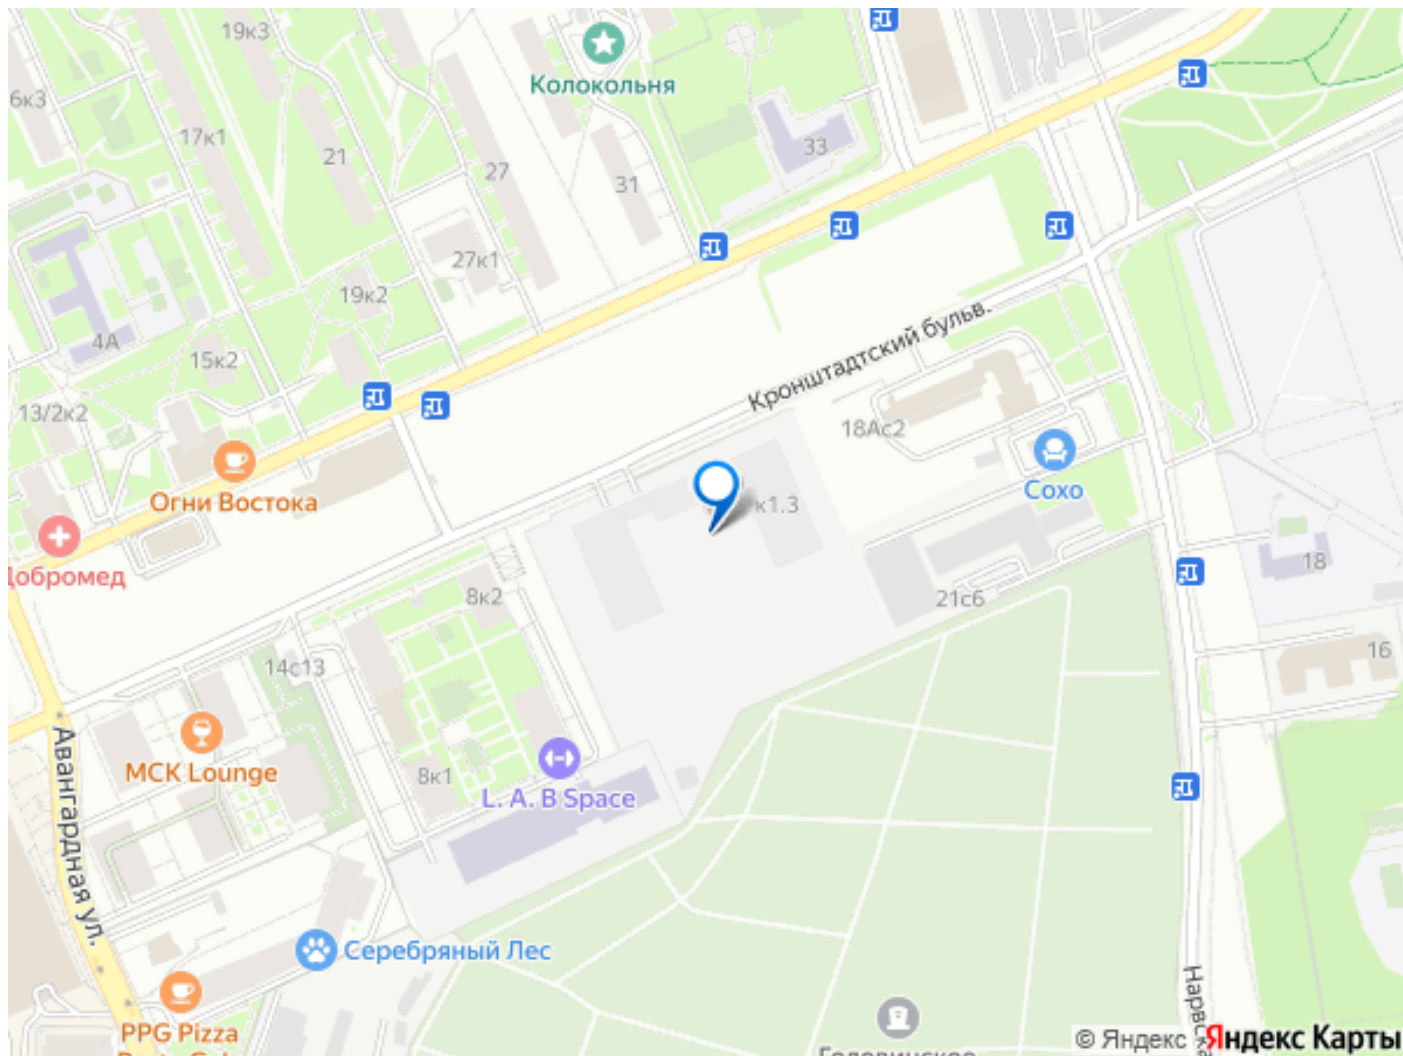 19к3
Колокольня
6к3
17к1
21
27
31
33
27к1
19к2
4А
15к2
13/2к2
Кронштадтский бульв.
18Ас2
Огни Востока
Сохо
к1.3
Добромед
8к2
21с6
18
14с13
16
МСК Lounge
8к1
L. A. B Space
Авангардная ул.
Серебряный Лес
PPG Pizza
Нарвска
© Яндекс Яндекс Карты